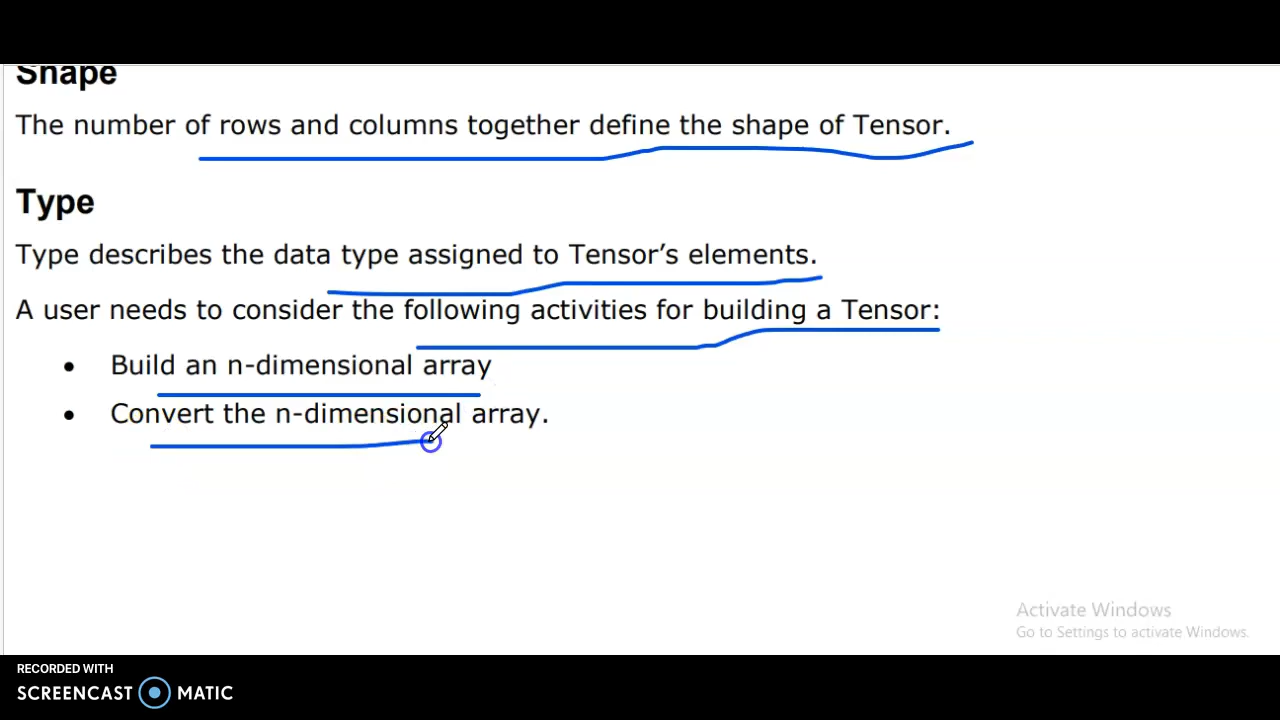 Shape
The number of rows and columns together define the shape of Tensor.
Type
Type describes the data type assigned to Tensor’s elements.
A user needs to consider the following activities for building a Tensor:
• Build an n-dimensional array
• Convert the n-dimensional array.
Activate Windows
Go to Settings to activate Windows.
RECORDED WITH
SCREENCAST MATIC